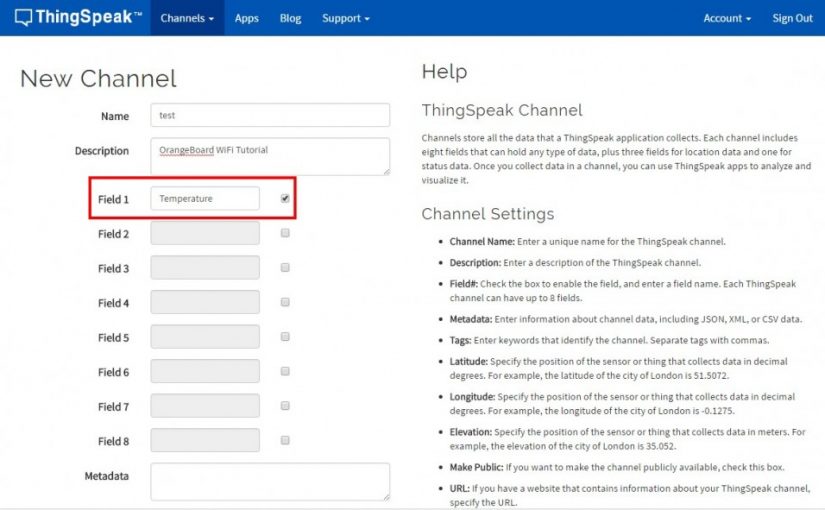 ThingSpeak™ Channels Apps Blog Support Account Sign Out
New Channel
Name test
Description OrangeBoard WiFi Tutorial
Field 1 Temperature
Field 2
Field 3
Field 4
Field 5
Field 6
Field 7
Field 8
Metadata
Help
ThingSpeak Channel
Channels store all the data that a ThingSpeak application collects. Each channel includes
eight fields that can hold any type of data, plus three fields for location data and one for
status data. Once you collect data in a channel, you can use ThingSpeak apps to analyze and
visualize it.
Channel Settings
• Channel Name: Enter a unique name for the ThingSpeak channel.
• Description: Enter a description of the ThingSpeak channel.
• Field#: Check the box to enable the field, and enter a field name. Each ThingSpeak
channel can have up to 8 fields.
• Metadata: Enter information about channel data, including JSON, XML, or CSV data.
• Tags: Enter keywords that identify the channel. Separate tags with commas.
• Latitude: Specify the position of the sensor or thing that collects data in decimal
degrees. For example, the latitude of the city of London is 51.5072.
• Longitude: Specify the position of the sensor or thing that collects data in decimal
degrees. For example, the longitude of the city of London is -0.1275.
• Elevation: Specify the position of the sensor or thing that collects data in meters. For
example, the elevation of the city of London is 35.052.
• Make Public: If you want to make the channel publicly available, check this box.
• URL: If you have a website that contains information about your ThingSpeak channel,
specify the URL.